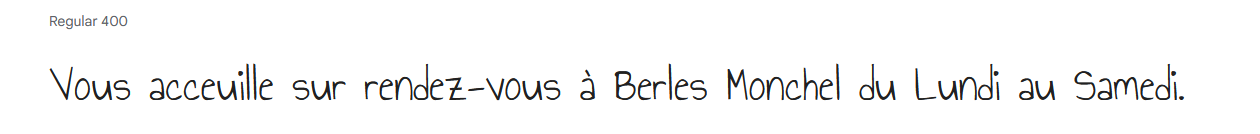 Regular 400
Vous acceuille sur rendez-vous à Berles Monchel du Lundi au Samedi.